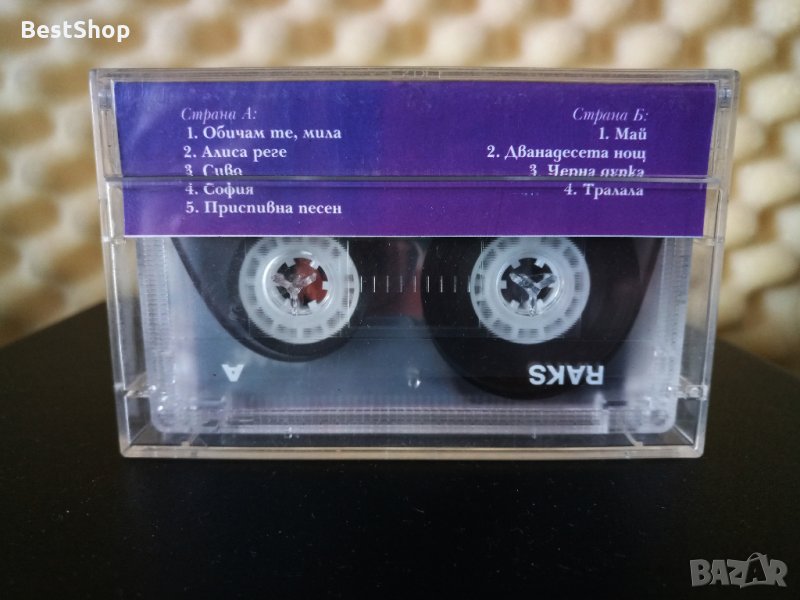 BestShop
Страна А:
1. Обичам те, мила
2. Алиса реге
3. Сиво
4. София
5. Приспивна песен
Страна Б:
1. Май
2. Дванадесета нощ
3. Черна дупка
4. Тралала
A
RAKS
BAZAR